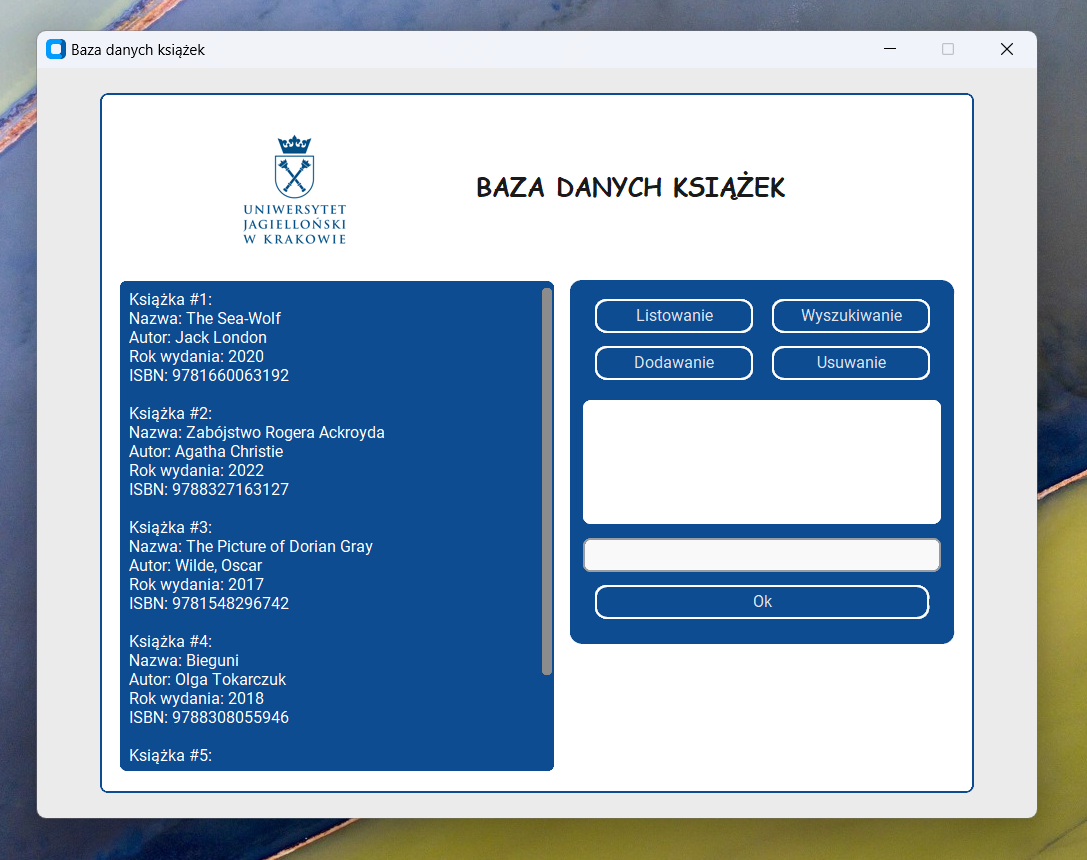 Baza danych książek
UNIWERSYTET
JAGIELLOŃSKI
W KRAKOWIE
BAZA DANYCH KSIĄŻEK
Książka #1:
Nazwa: The Sea-Wolf
Autor: Jack London
Rok wydania: 2020
ISBN: 9781660063192
Książka #2:
Nazwa: Zabójstwo Rogera Ackroyda
Autor: Agatha Christie
Rok wydania: 2022
ISBN: 9788327163127
Książka #3:
Nazwa: The Picture of Dorian Gray
Autor: Wilde, Oscar
Rok wydania: 2017
ISBN: 9781548296742
Książka #4:
Nazwa: Bieguni
Autor: Olga Tokarczuk
Rok wydania: 2018
ISBN: 9788308055946
Książka #5:
Listowanie
Wyszukiwanie
Dodawanie
Usuwanie
Ok